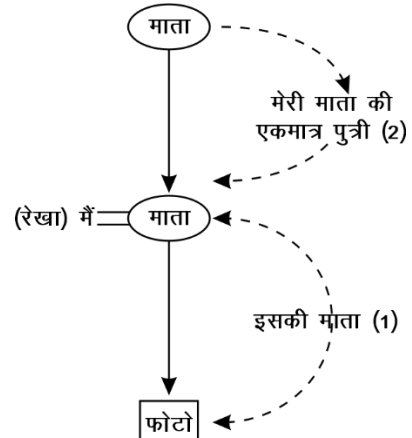 माता
मेरी माता की
एकमात्र पुत्री (2)
(रेखा) मैं
माता
इसकी माता (1)
फोटो